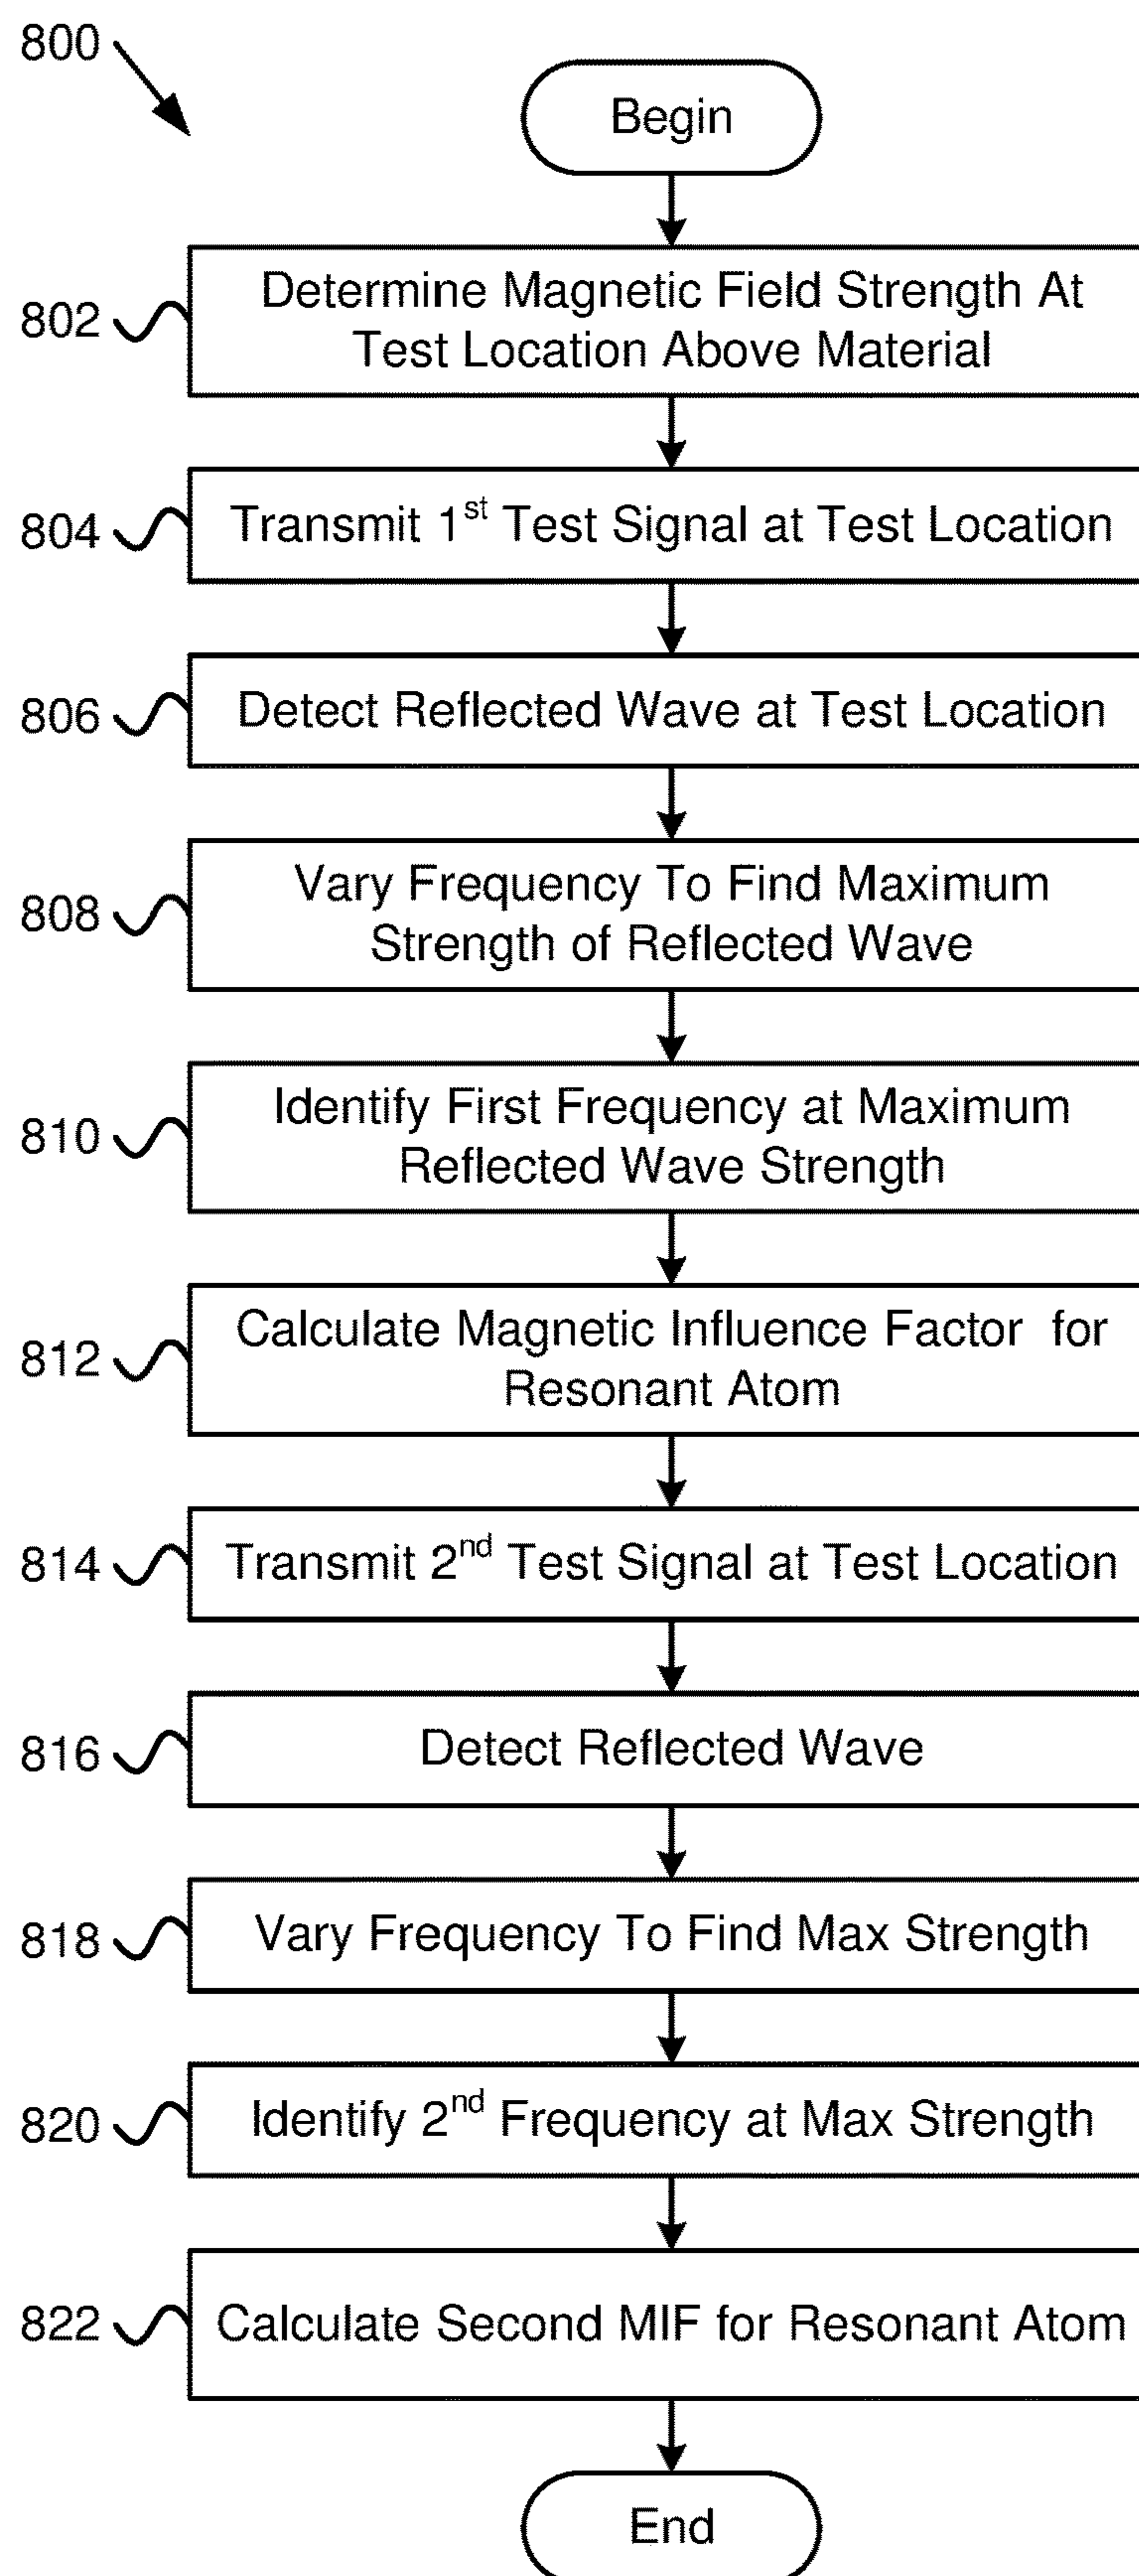 800
Begin
802
Determine Magnetic Field Strength At
Test Location Above Material
804
Transmit 1st Test Signal at Test Location
806
Detect Reflected Wave at Test Location
808
Vary Frequency To Find Maximum
Strength of Reflected Wave
810
Identify First Frequency at Maximum
Reflected Wave Strength
812
Calculate Magnetic Influence Factor for
Resonant Atom
814
Transmit 2nd Test Signal at Test Location
816
Detect Reflected Wave
818
Vary Frequency To Find Max Strength
820
Identify 2nd Frequency at Max Strength
822
Calculate Second MIF for Resonant Atom
End